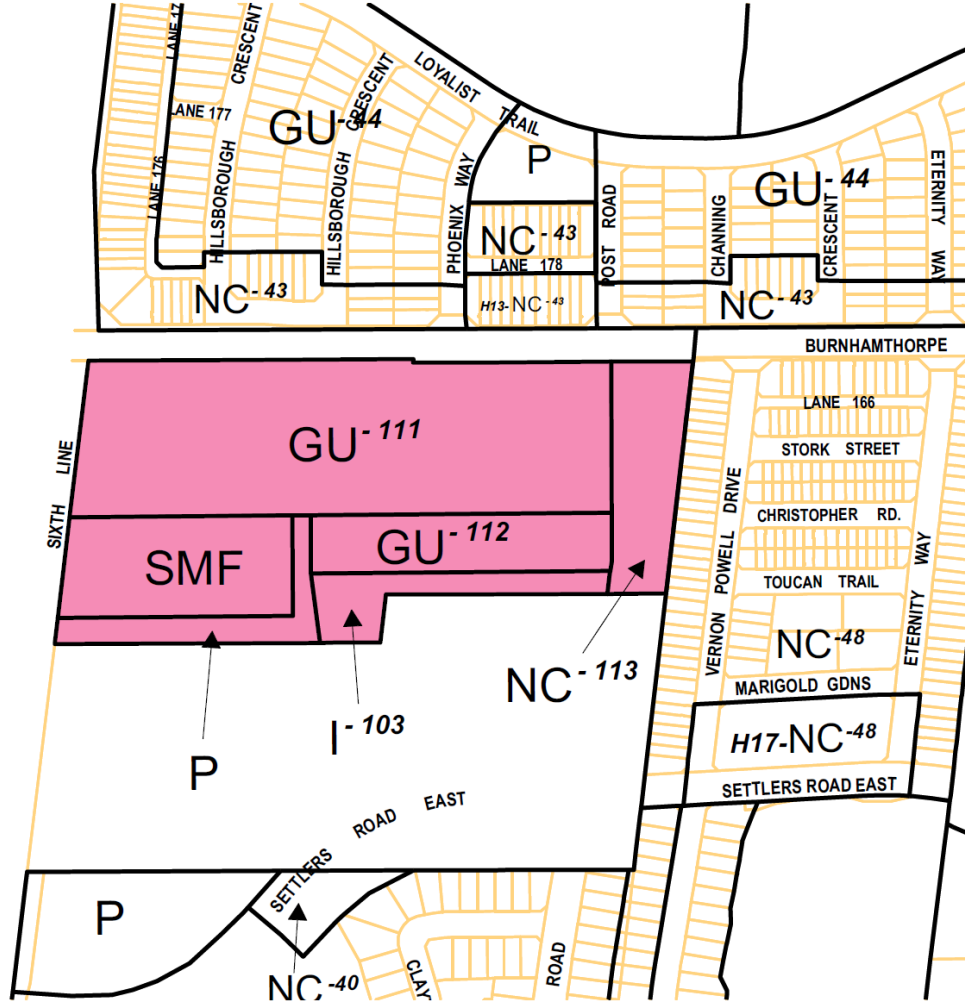 LANE 17
CRESCENT
LANE 177
LANE 176
HILLSBOROUGH
GU-44
HILLSBOROUGH
CRESCENT
LOYALIST
TRAIL
PHOENIX WAY
P
NC-43
LANE 178
H13-NC-43
NC-43
POST ROAD
CHANNING
CRESCENT
GU-44
ETERNITY WAY
NC-43
BURNHAMTHORPE
SIXTH LINE
GU-111
GU-112
SMF
NC-113
I-103
P
VERNON POWELL DRIVE
LANE 166
STORK STREET
CHRISTOPHER RD.
TOUCAN TRAIL
ETERNITY WAY
NC-48
MARIGOLD GDNS
H17-NC-48
SETTLERS ROAD EAST
SETTLERS ROAD EAST
P
NC-40
CLAY
ROAD